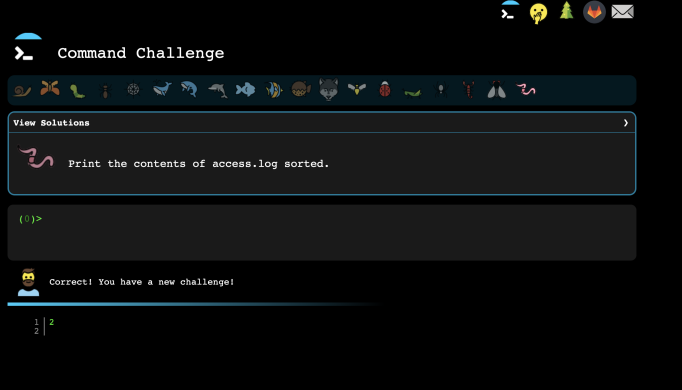 Command Challenge
View Solutions
Print the contents of access.log sorted.
(0)>
Correct! You have a new challenge!
1 2
2